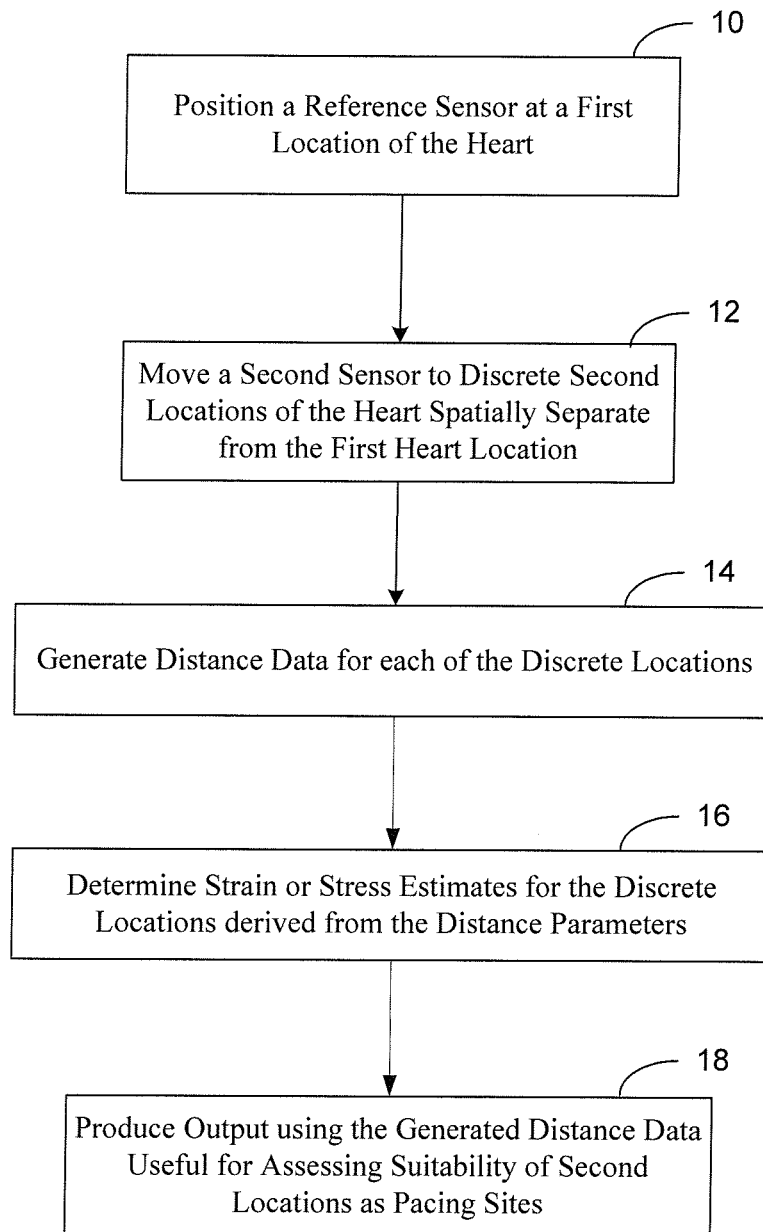 10
Position a Reference Sensor at a First
Location of the Heart
12
Move a Second Sensor to Discrete Second
Locations of the Heart Spatially Separate
from the First Heart Location
14
Generate Distance Data for each of the Discrete Locations
16
Determine Strain or Stress Estimates for the Discrete
Locations derived from the Distance Parameters
18
Produce Output using the Generated Distance Data
Useful for Assessing Suitability of Second
Locations as Pacing Sites